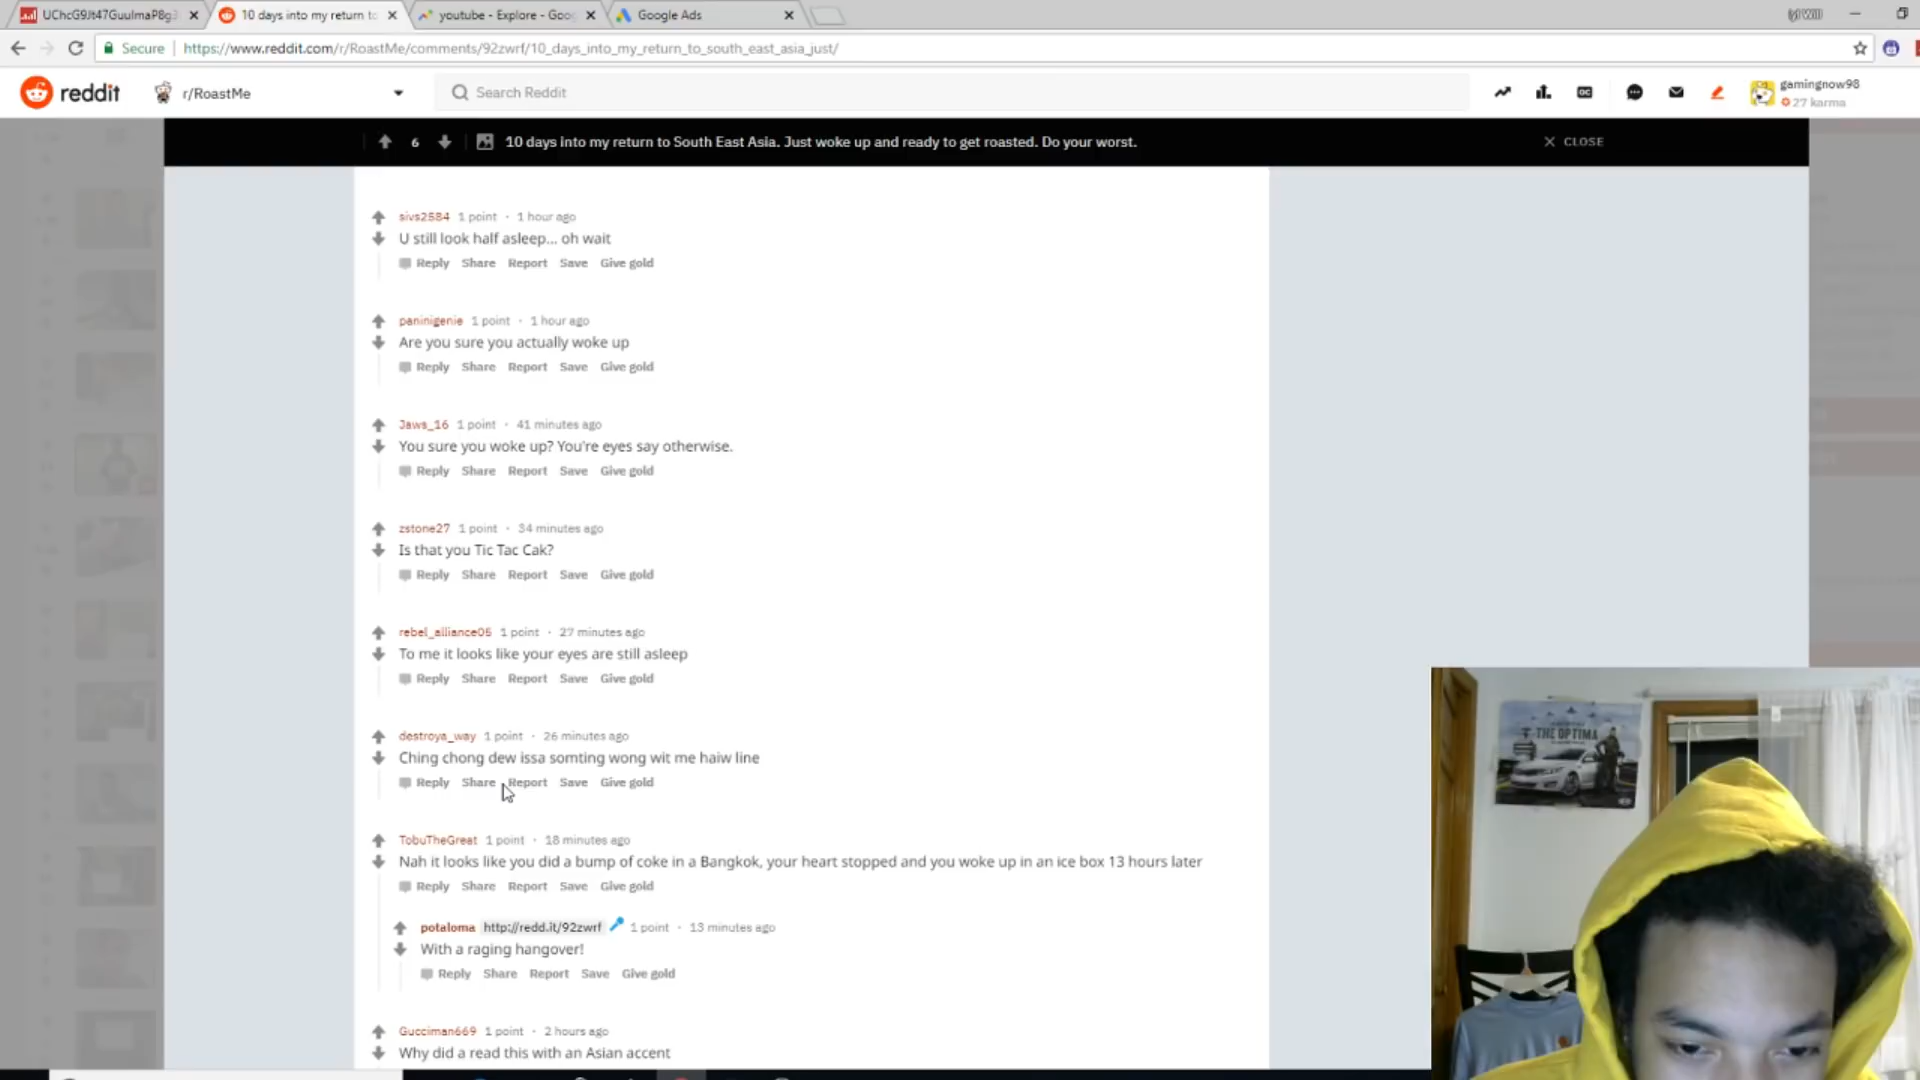 UChcG9Jt47GuulmaP8g
10 days into my return to
youtube - Explore - Goo
Google Ads
Secure
https://www.reddit.com/r/RoastMe/comments/92zwrf/10_days_into_my_return_to_south_east_asia_just/
reddit
r/RoastMe
Search Reddit
gamingnow98
27 karma
6
10 days into my return to South East Asia. Just woke up and ready to get roasted. Do your worst.
CLOSE
sivs2584 1 point · 1 hour ago
U still look half asleep... oh wait
Reply Share Report Save Give gold
paninigenie 1 point · 1 hour ago
Are you sure you actually woke up
Reply Share Report Save Give gold
Jaws_16 1 point · 41 minutes ago
You sure you woke up? You're eyes say otherwise.
Reply Share Report Save Give gold
zstone27 1 point · 34 minutes ago
Is that you Tic Tac Cak?
Reply Share Report Save Give gold
rebel_alliance05 1 point · 27 minutes ago
To me it looks like your eyes are still asleep
Reply Share Report Save Give gold
destroya_way 1 point · 26 minutes ago
Ching chong dew issa somting wong wit me haiw line
Reply Share Report Save Give gold
TobuTheGreat 1 point · 18 minutes ago
Nah it looks like you did a bump of coke in a Bangkok, your heart stopped and you woke up in an ice box 13 hours later
Reply Share Report Save Give gold
potaloma http://redd.it/92zwrf 1 point · 13 minutes ago
With a raging hangover!
Reply Share Report Save Give gold
Gucciman669 1 point · 2 hours ago
Why did a read this with an Asian accent
THE OPTIMA